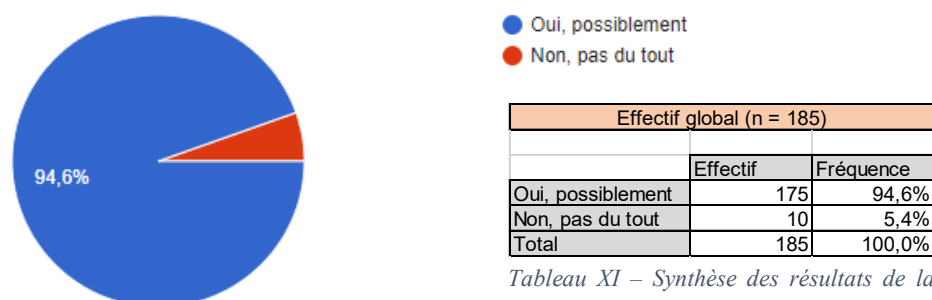 Oui, possiblement
Non, pas du tout
94,6%
Effectif global (n = 185)
Effectif Fréquence
Oui, possiblement 175 94,6%
Non, pas du tout 10 5,4%
Total 185 100,0%
Tableau XI – Synthèse des résultats de la